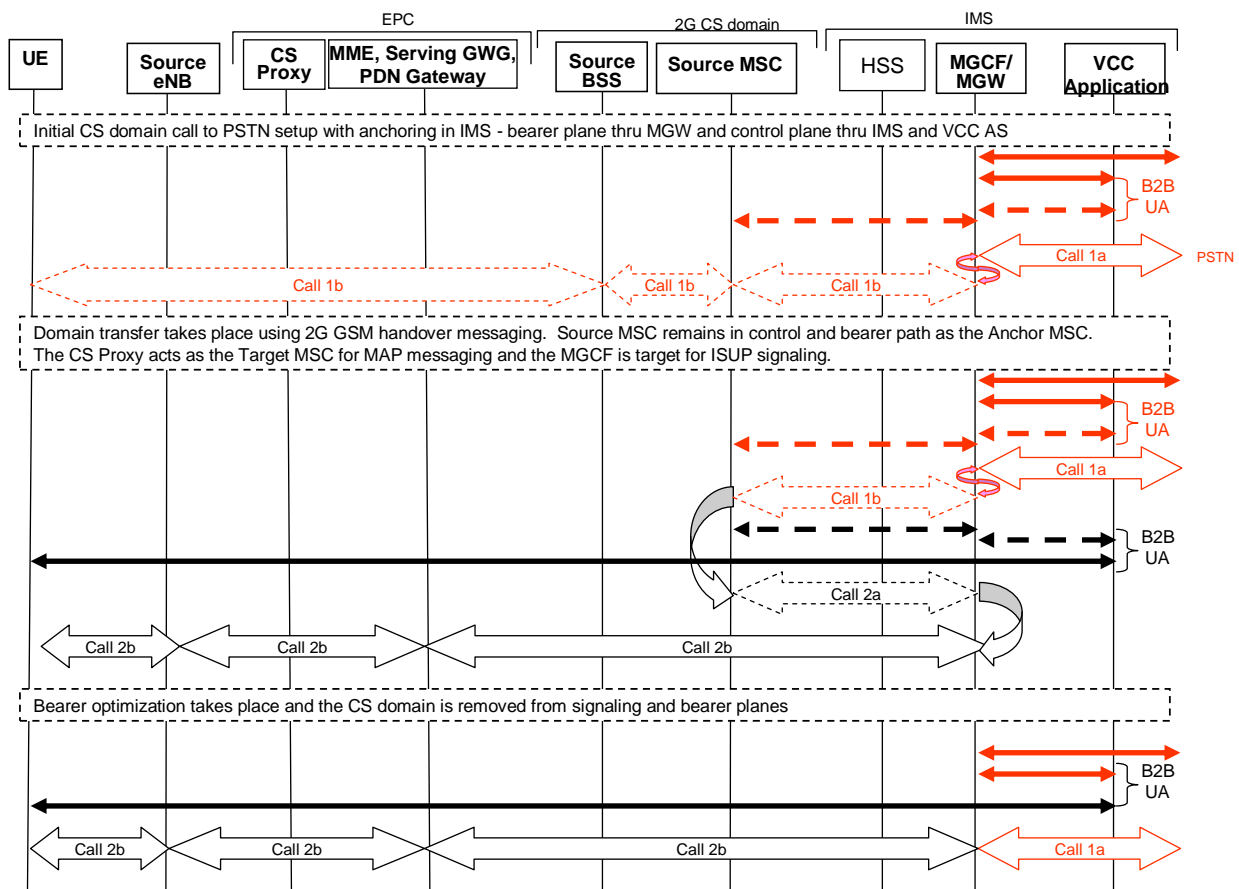 EPC
2G CS domain
IMS
UE
Source
eNB
CS
Proxy
MME, Serving GWG,
PDN Gateway
Source
BSS
Source MSC
HSS
MGCF/
MGW
VCC
Application
Initial CS domain call to PSTN setup with anchoring in IMS - bearer plane thru MGW and control plane thru IMS and VCC AS
B2B
UA
Call 1a
PSTN
Call 1b
Call 1b
Call 1b
Domain transfer takes place using 2G GSM handover messaging. Source MSC remains in control and bearer path as the Anchor MSC.
The CS Proxy acts as the Target MSC for MAP messaging and the MGCF is target for ISUP signaling.
B2B
UA
Call 1a
Call 1b
B2B
UA
Call 2a
Call 2b
Call 2b
Call 2b
Bearer optimization takes place and the CS domain is removed from signaling and bearer planes
B2B
UA
Call 2b
Call 2b
Call 2b
Call 1a